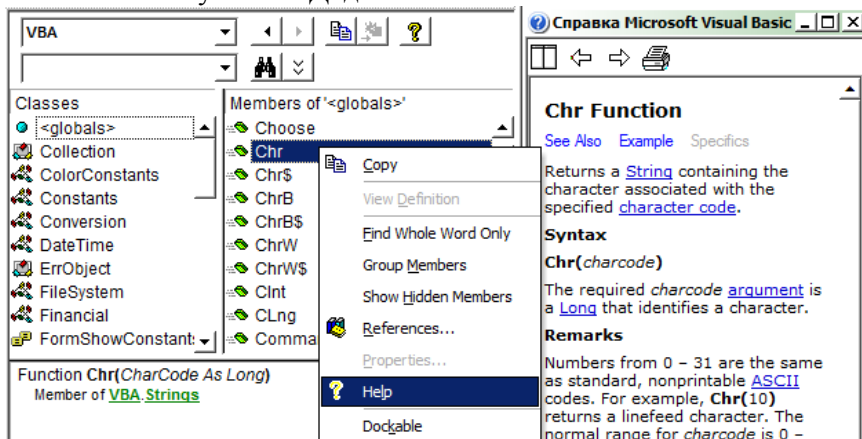 VBA
Classes
<globals>
Collection
ColorConstants
Constants
Conversion
DateTime
ErrObject
FileSystem
Financial
Members of '<globals>'
Choose
Chr
Chr$
ChrB
ChrB$
ChrW
ChrW$
CInt
CLng
Copy
View Definition
Find Whole Word Only
Group Members
Show Hidden Members
References...
Properties...
Help
Dockable
Function Chr(CharCode As Long)
Member of VBA.Strings
Справка Microsoft Visual Basic
Chr Function
See Also Example Specifics
Returns a String containing the
character associated with the
specified character code.
Syntax
Chr(charcode)
The required charcode argument is
a Long that identifies a character.
Remarks
Numbers from 0 – 31 are the same
as standard, nonprintable ASCII
codes. For example, Chr(10)
returns a linefeed character. The
normal range for charcode is 0 –